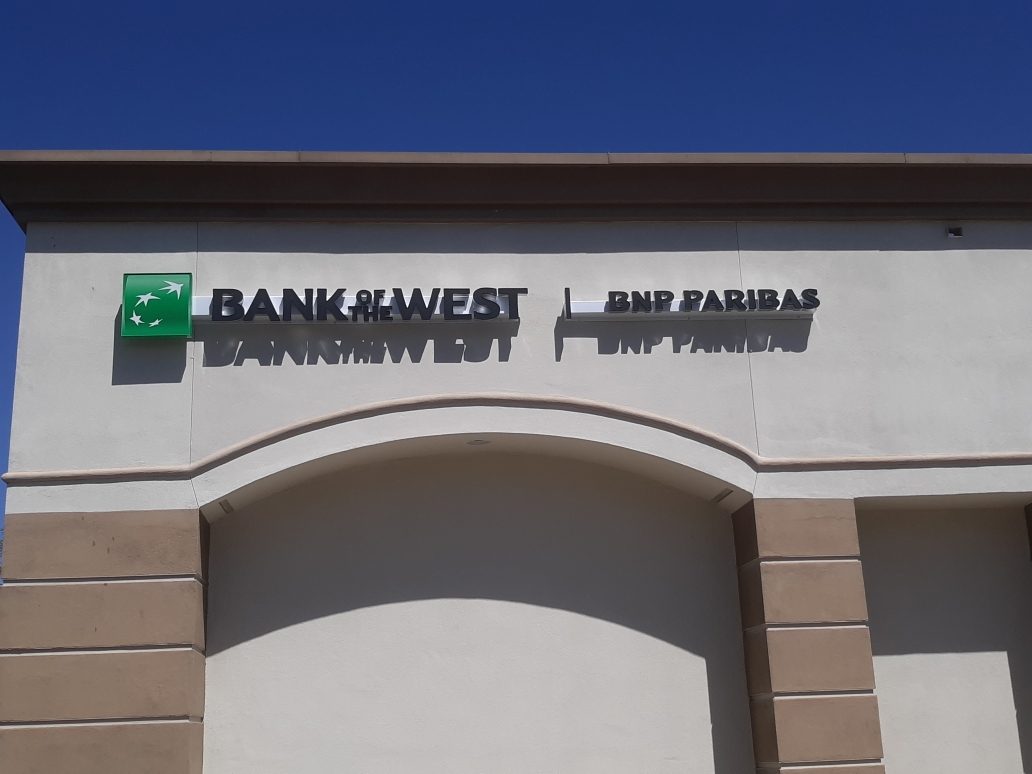 BANK OF THE WEST | BNP PARIBAS